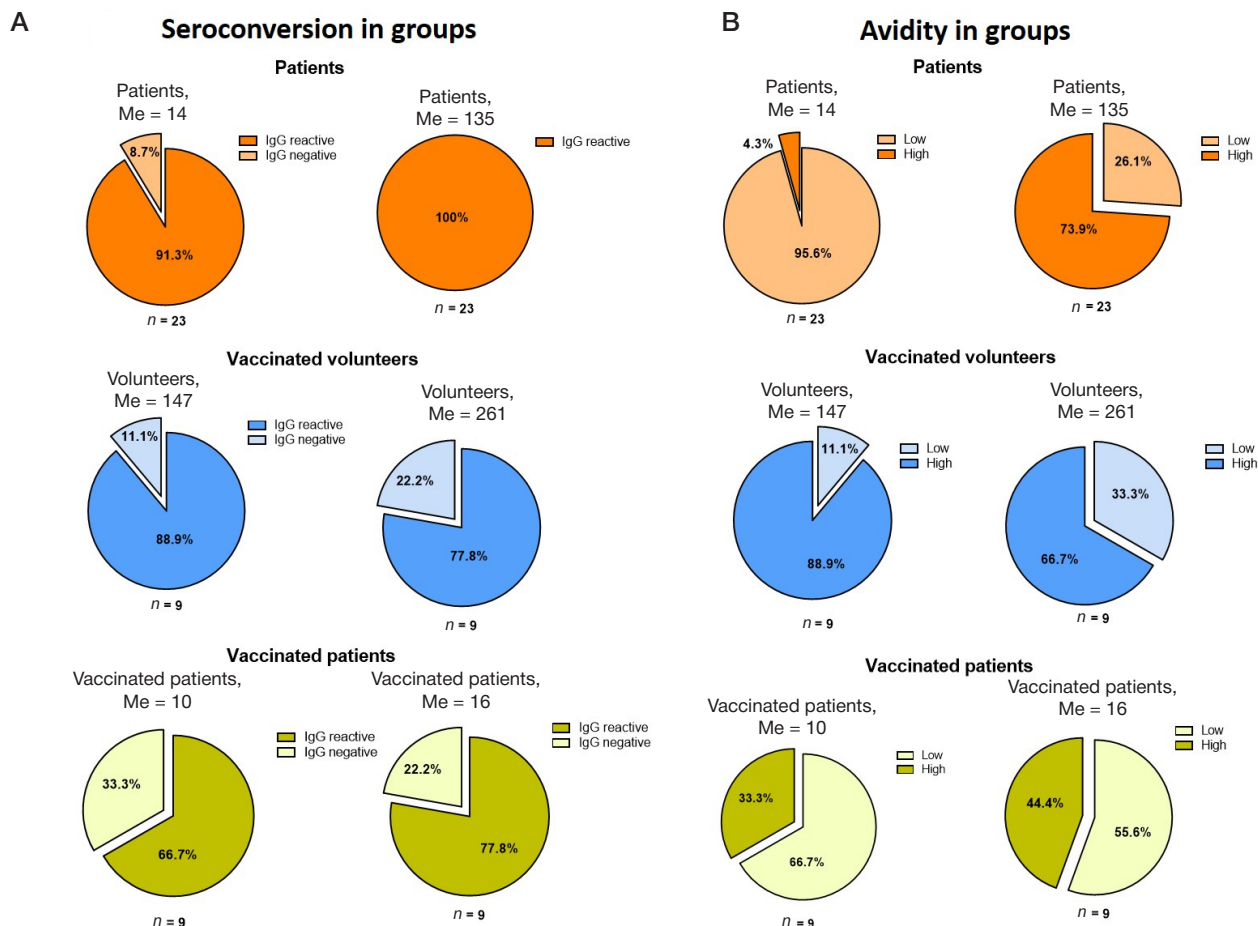 A
Seroconversion in groups
Patients
Patients,
Me = 14
8.7%
91.3%
n = 23
IgG reactive
IgG negative
Patients,
Me = 135
100%
n = 23
IgG reactive
Vaccinated volunteers
Volunteers,
Me = 147
11.1%
88.9%
n = 9
IgG reactive
IgG negative
Volunteers,
Me = 261
22.2%
77.8%
n = 9
Vaccinated patients
Vaccinated patients,
Me = 10
33.3%
66.7%
n = 9
IgG reactive
IgG negative
Vaccinated patients,
Me = 16
22.2%
77.8%
n = 9
IgG reactive
IgG negative
B
Avidity in groups
Patients
Patients,
Me = 14
4.3%
95.6%
n = 23
Low
High
Patients,
Me = 135
26.1%
73.9%
n = 23
Low
High
Vaccinated volunteers
Volunteers,
Me = 147
11.1%
88.9%
n = 9
Low
High
Volunteers,
Me = 261
33.3%
66.7%
n = 9
Low
High
Vaccinated patients
Vaccinated patients,
Me = 10
33.3%
66.7%
n = 9
Low
High
Vaccinated patients,
Me = 16
44.4%
55.6%
n = 9
Low
High